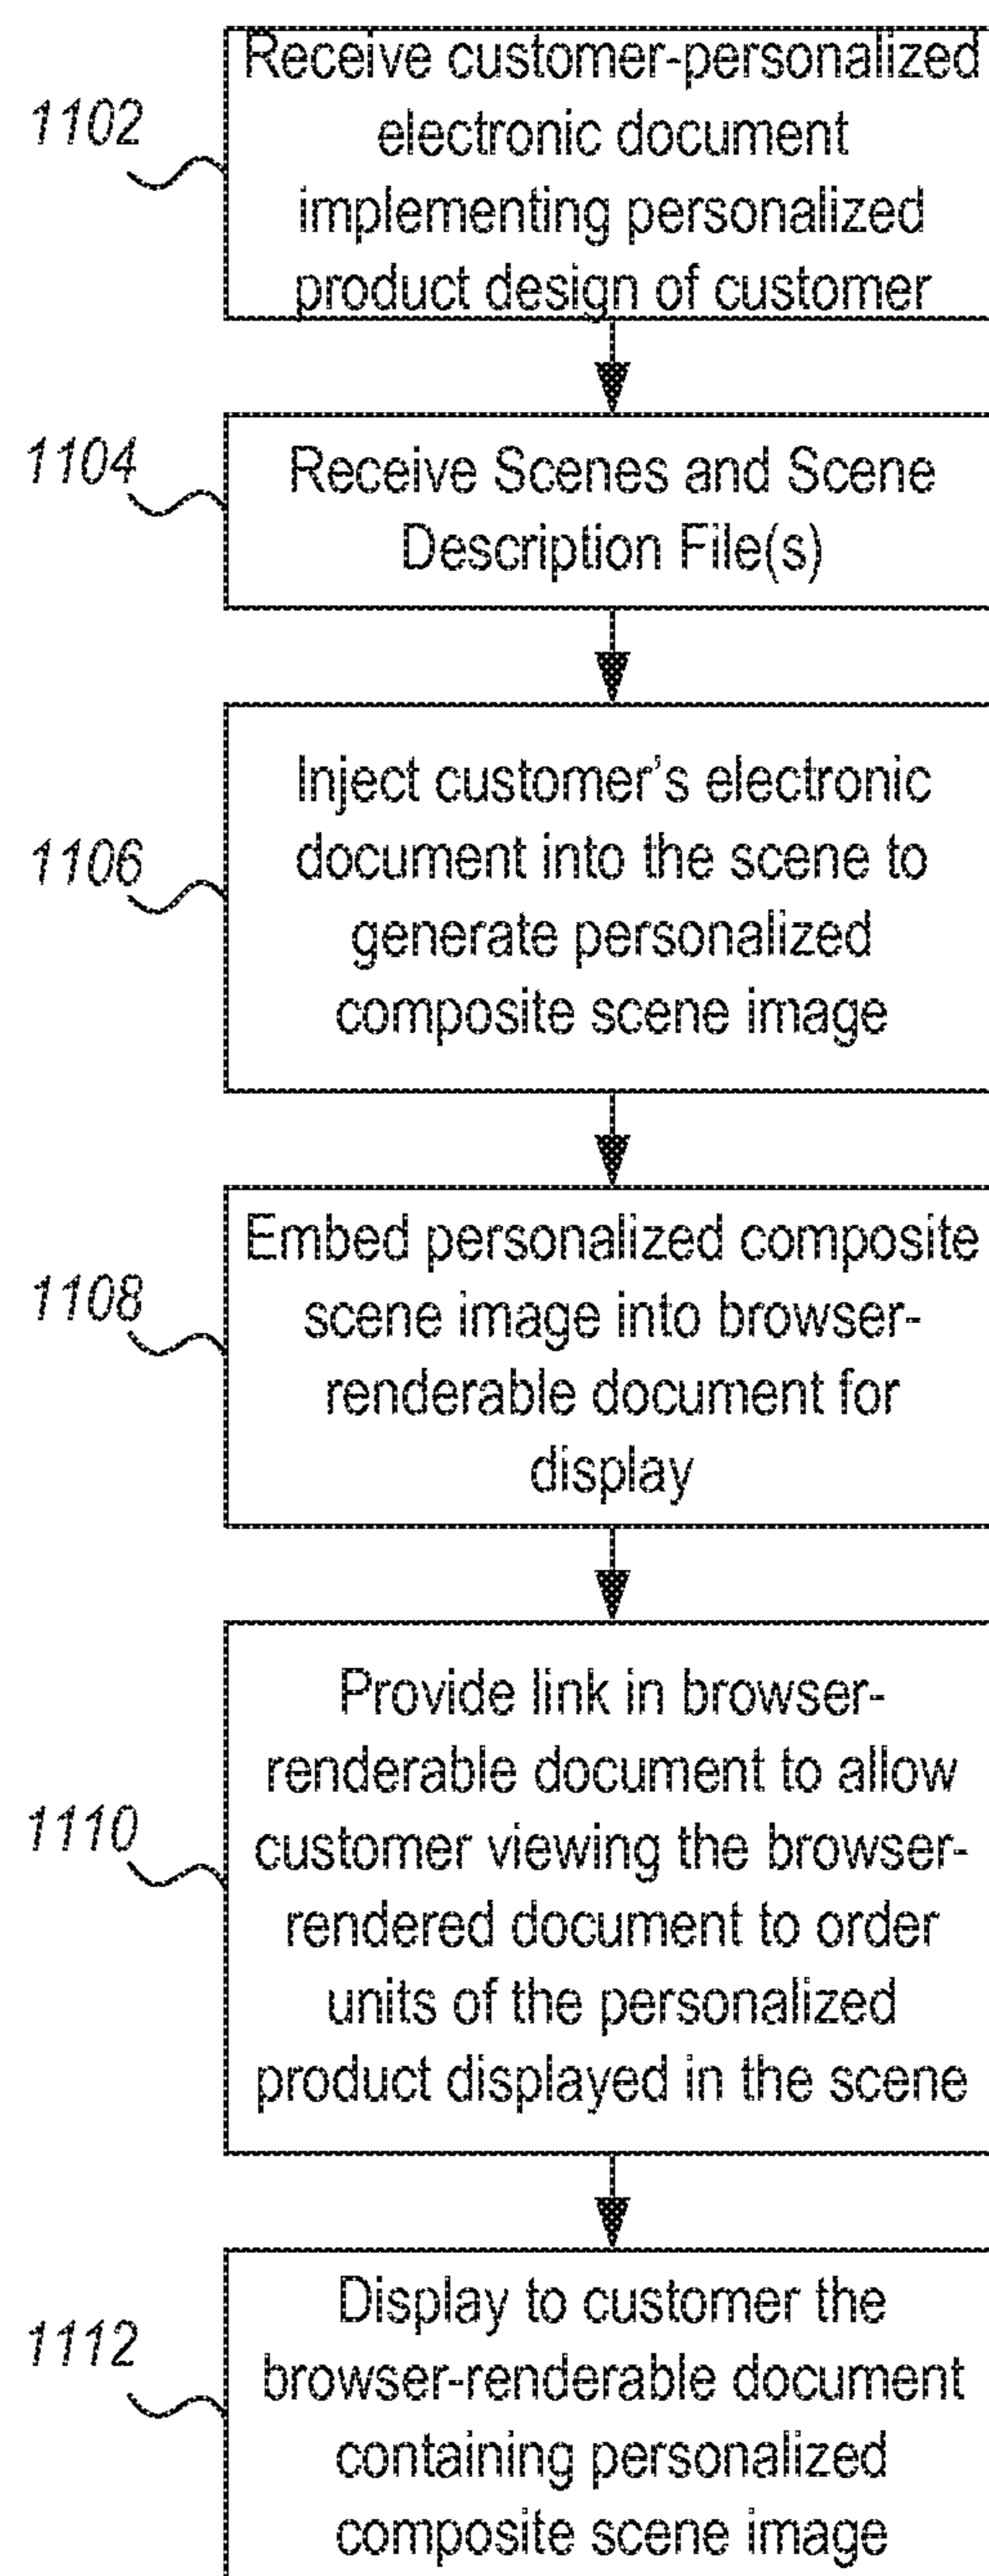 Receive customer-personalized
1102
electronic document
implementing personalized
product design of customer
1104
Receive Scenes and Scene
Description File(s)
Inject customer's electronic
1106
document into the scene to
generate personalized
composite scene image
Embed personalized composite
1108
scene image into browser-
renderable document for
display
Provide link in browser-
renderable document to allow
1110
customer viewing the browser-
rendered document to order
units of the personalized
product displayed in the scene
Display to customer the
1112
browser-renderable document
containing personalized
composite scene image